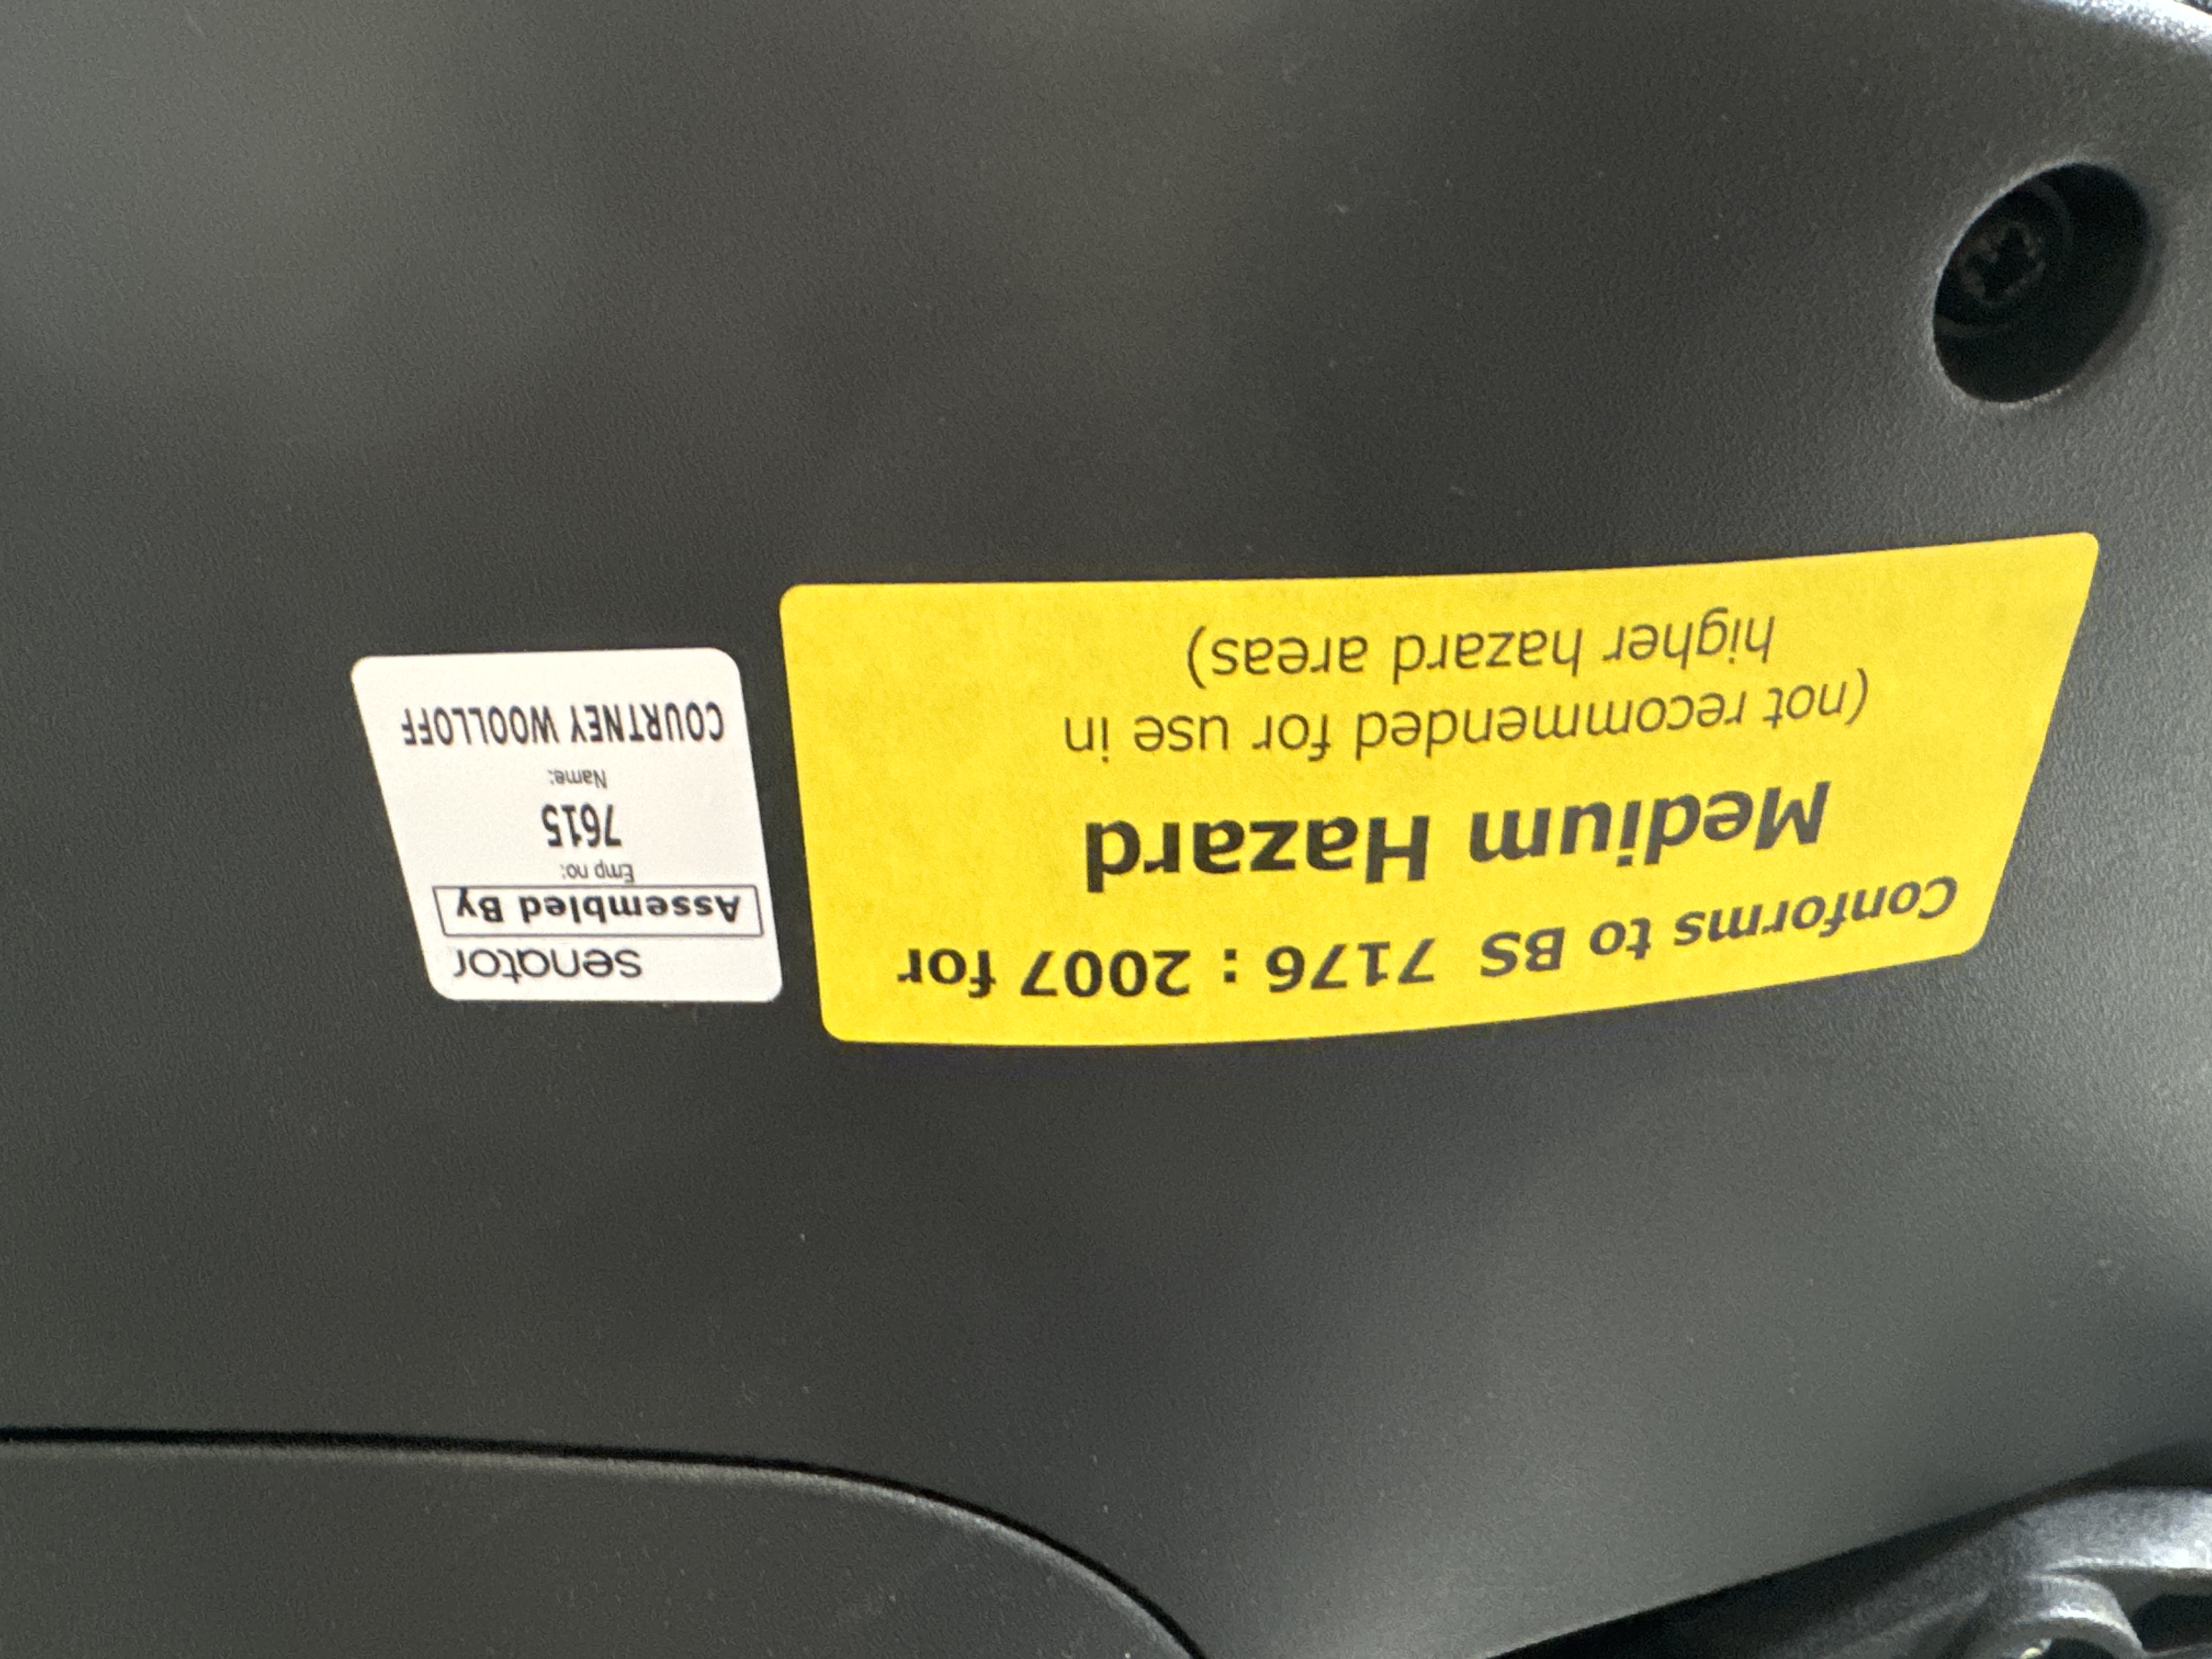 Conforms to BS 7176 : 2007 for
Medium Hazard
(not recommended for use in
higher hazard areas)
senator
Assembled By
Emp no:
7615
Name:
COURTNEY WOOLLOFF